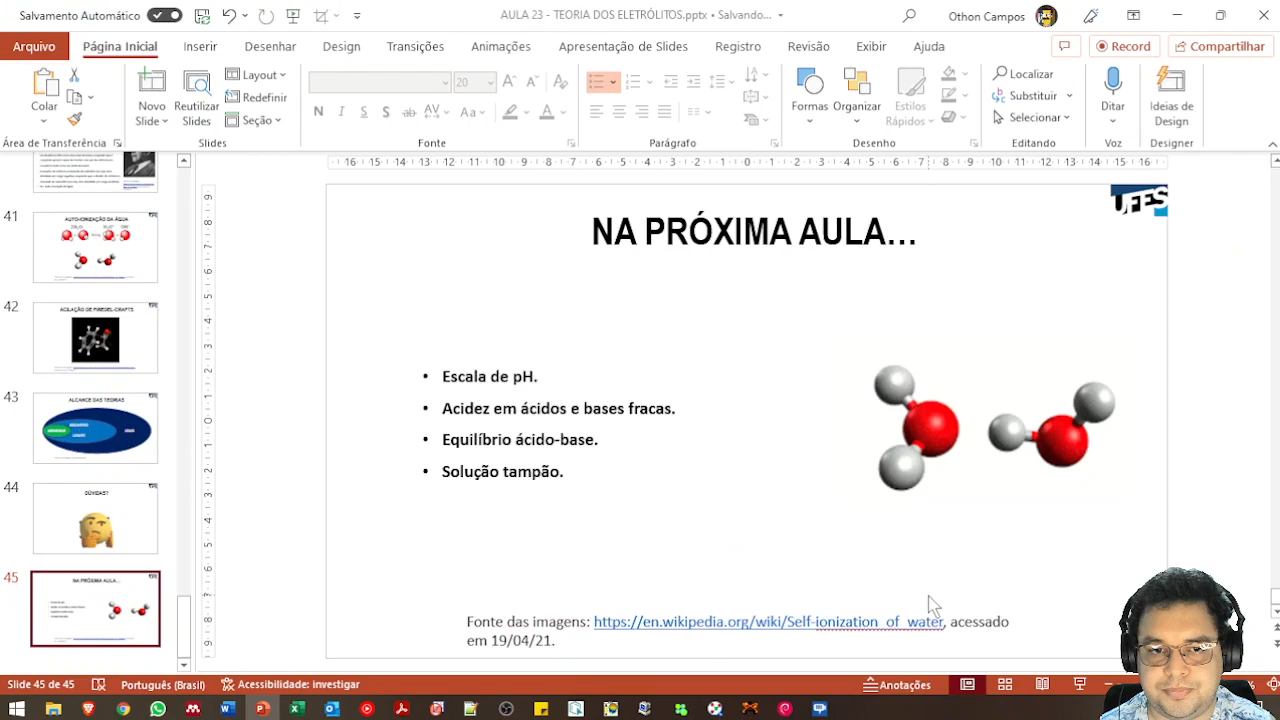 Salvamento Automático
AULA 23 - TEORIA DOS ELETRÓLITOS.pptx • Salvando...
Othon Campos
Arquivo
Página Inicial
Inserir
Desenhar
Design
Transições
Animações
Apresentação de Slides
Registro
Revisão
Exibir
Ajuda
Record
Compartilhar
Colar
Novo
Slide
Reutilizar
Slides
Layout
Redefinir
Seção
N
I
S
ab
AV
Aa
A
Formas
Organizar
Estilos
Rápidos
Localizar
Substituir
Selecionar
Ditar
Ideias de
Design
Área de Transferência
Slides
Fonte
Parágrafo
Desenho
Editando
Voz
Designer
41
AUTO-IONIZAÇÃO DA ÁGUA
42
ACILAÇÃO DE FRIEDEL-CRAFTS
43
ALCANCE DAS TEORIAS
44
DÚVIDAS?
45
NA PRÓXIMA AULA...
UFES
NA PRÓXIMA AULA...
• Escala de pH.
• Acidez em ácidos e bases fracas.
• Equilíbrio ácido-base.
• Solução tampão.
Fonte das imagens: https://en.wikipedia.org/wiki/Self-ionization_of_water, acessado
em 19/04/21.
Slide 45 de 45
Português (Brasil)
Acessibilidade: investigar
Anotações